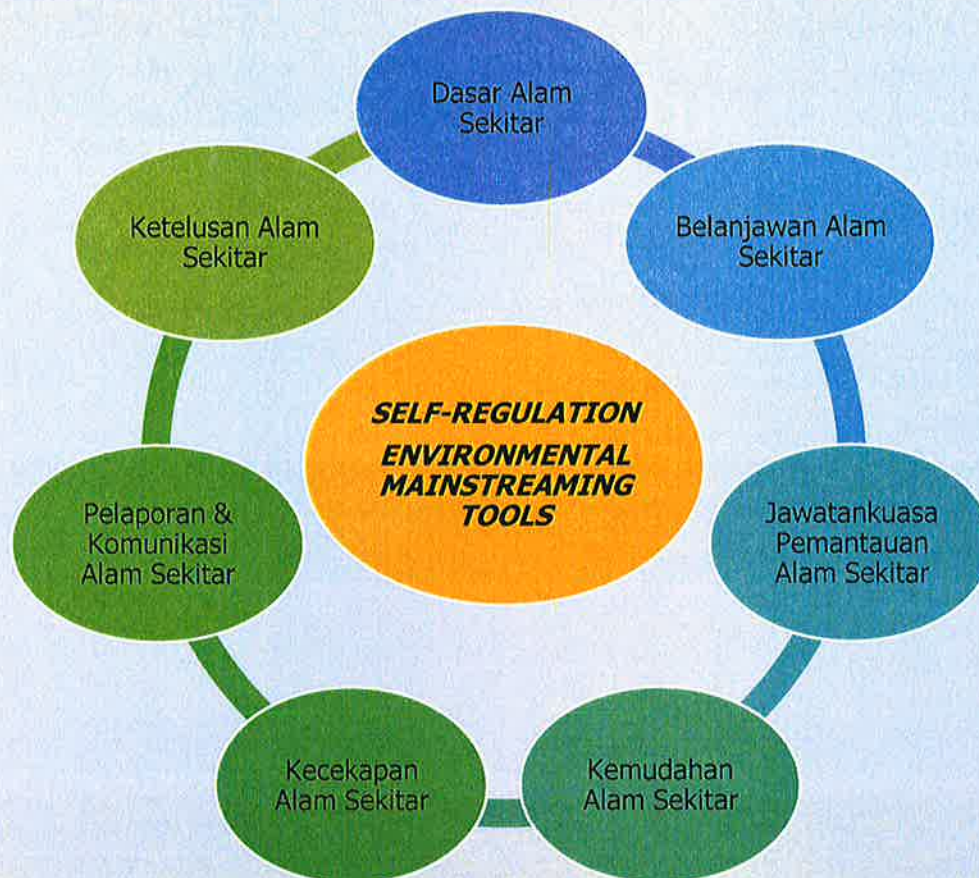 Dasar Alam
Sekitar
Belanjawan Alam
Sekitar
Jawatankuasa
Pemantauan
Alam Sekitar
Kemudahan
Alam Sekitar
Kecekapan
Alam Sekitar
Pelaporan &
Komunikasi
Alam Sekitar
Ketelusan Alam
Sekitar
SELF-REGULATION
ENVIRONMENTAL
MAINSTREAMING
TOOLS